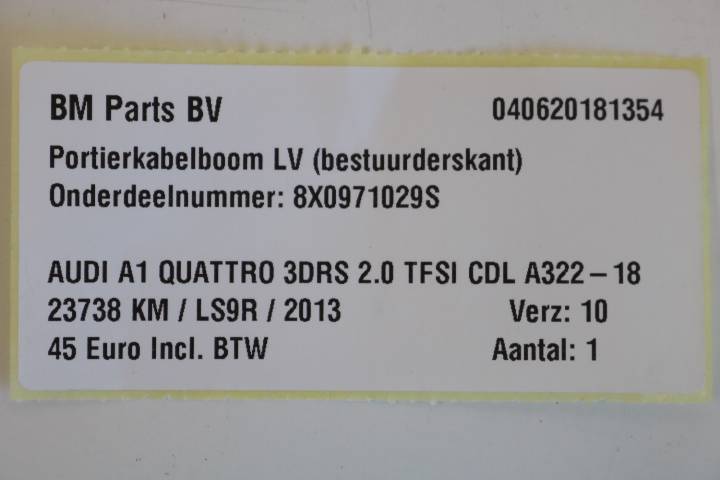 BM Parts BV 040620181354
Portierkabelboom LV (bestuurderskant)
Onderdeelnummer: 8X0971029S
AUDI A1 QUATTRO 3DRS 2.0 TFSI CDL A322-18
23738 KM / LS9R / 2013 Verz: 10
45 Euro Incl. BTW Aantal: 1